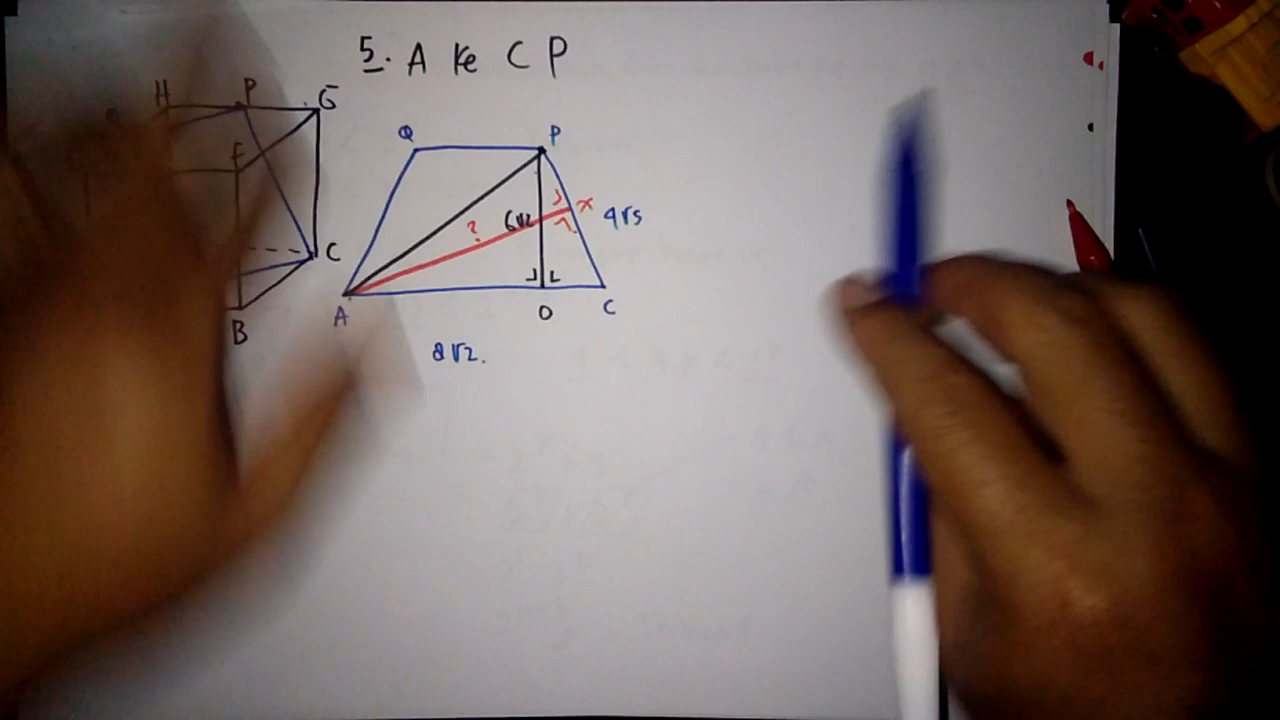 5. A ke C P
H P G
F
C
B
Q P
6√2 x 4√5
?
A O C
8√2.